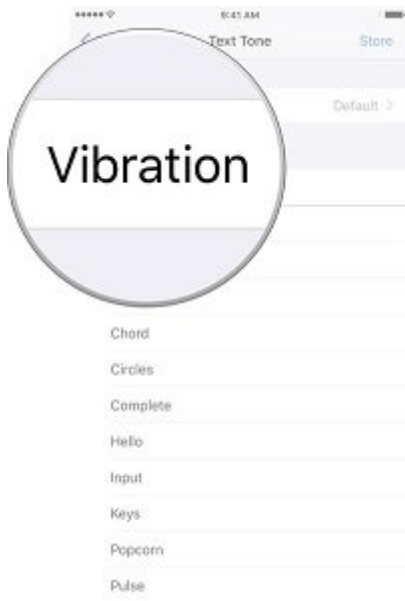 9:41 AM
Text Tone
Store
Default
Vibration
Chord
Circles
Complete
Hello
Input
Keys
Popcorn
Pulse